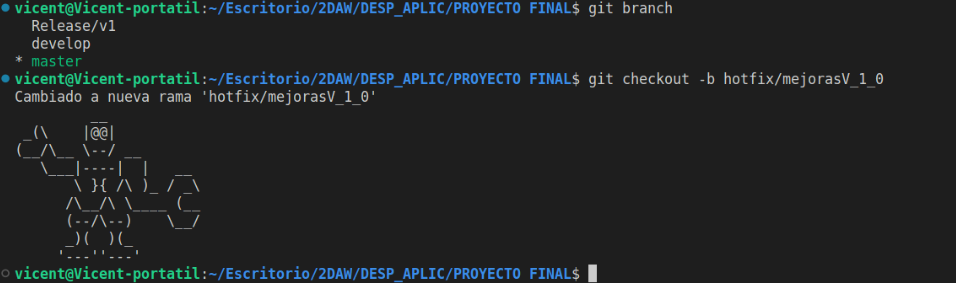 vicent@Vicent-portatil:~/Escritorio/2DAW/DESP_APLIC/PROYECTO FINAL$ git branch
  Release/v1
  develop
* master
vicent@Vicent-portatil:~/Escritorio/2DAW/DESP_APLIC/PROYECTO FINAL$ git checkout -b hotfix/mejorasV_1_0
Cambiado a nueva rama 'hotfix/mejorasV_1_0'
         __
 _(\    |@@|
(__/\__ \--/ __
   \___|----|  |   __
       \ }{ /\ )_ / _\
      /\__/\ \____ (__
      (--/\--)    \__/
      _)(  )(_
     '---''---'
vicent@Vicent-portatil:~/Escritorio/2DAW/DESP_APLIC/PROYECTO FINAL$